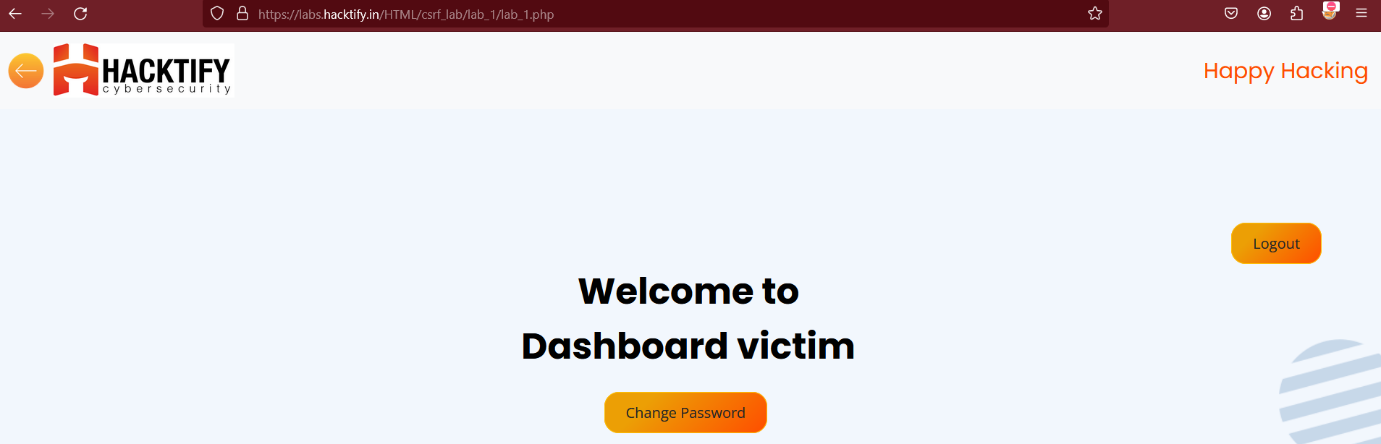 https://labs.hacktify.in/HTML/csrf_lab/lab_1/lab_1.php
HACKTIFY
cybersecurity
Happy Hacking
Logout
Welcome to
Dashboard victim
Change Password